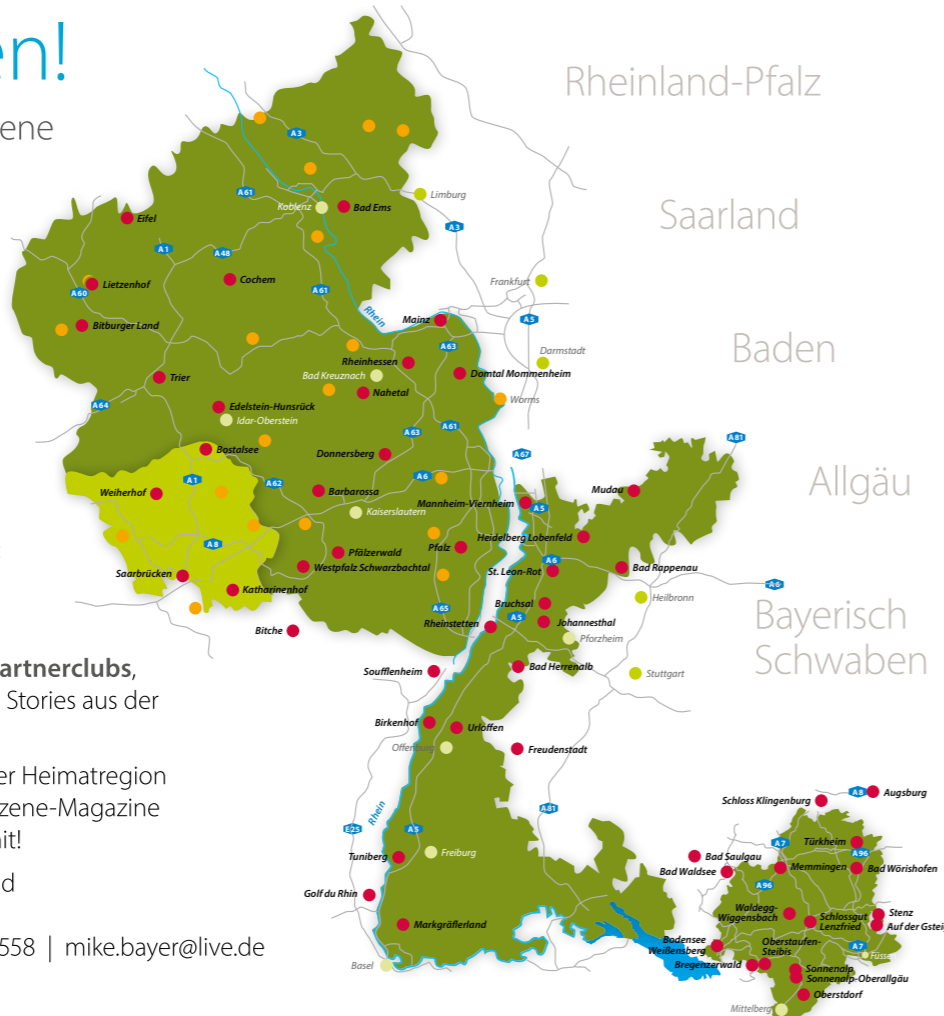 en!
ene
Rheinland-Pfalz
Saarland
Baden
Allgäu
Bayerisch
Schwaben
A3
Limburg
A61
Koblenz
Bad Ems
Eifel
A3
A1
A48
Frankfurt
Cochem
Lietzenhof
A60
A61
Rhein
Mainz
A5
Bitburger Land
A63
Darmstadt
Rheinhessen
Bad Kreuznach
Domtal Mommenheim
Trier
Nahetal
Worms
A64
Edelstein-Hunsrück
Idar-Oberstein
A63
A61
A81
Bostalsee
Donnersberg
A67
A1
A62
A6
Weiherhof
Barbarossa
Mudau
Mannheim-Viernheim
A5
Kaiserslautern
A8
Heidelberg Lobenfeld
Pfalz
Pfälzerwald
A6
Westpfalz Schwarzbachtal
St. Leon-Rot
Bad Rappenau
Saarbrücken
A6
Katharinenhof
Heilbronn
A65
Bruchsal
A5
Rheinstetten
Johannesthal
Bitche
Pforzheim
artnerclubs,
Soufflenheim
Bad Herrenalb
Stuttgart
Stories aus der
Birkenhof
Urloffen
Offenburg
Freudenstadt
er Heimatregion
zene-Magazine
it!
d
558 | mike.bayer@live.de
A8
Augsburg
Schloss Klingenburg
A81
Rhein
E25
A5
A7
Türkheim
A96
Tuniberg
Freiburg
Bad Saulgau
Bad Waldsee
Memmingen
Bad Wörishofen
A96
Golf du Rhin
Waldegg-
Wiggensbach
Schlossgut
Lenzfried
Stenz
Auf der Gsteig
Markgräflerland
Bodensee
Weißensberg
Oberstaufen-
Steibis
A7
Füssen
Basel
Bregenzerwald
Sonnenalp
Sonnenalp-Oberallgäu
Oberstdorf
Mittelberg